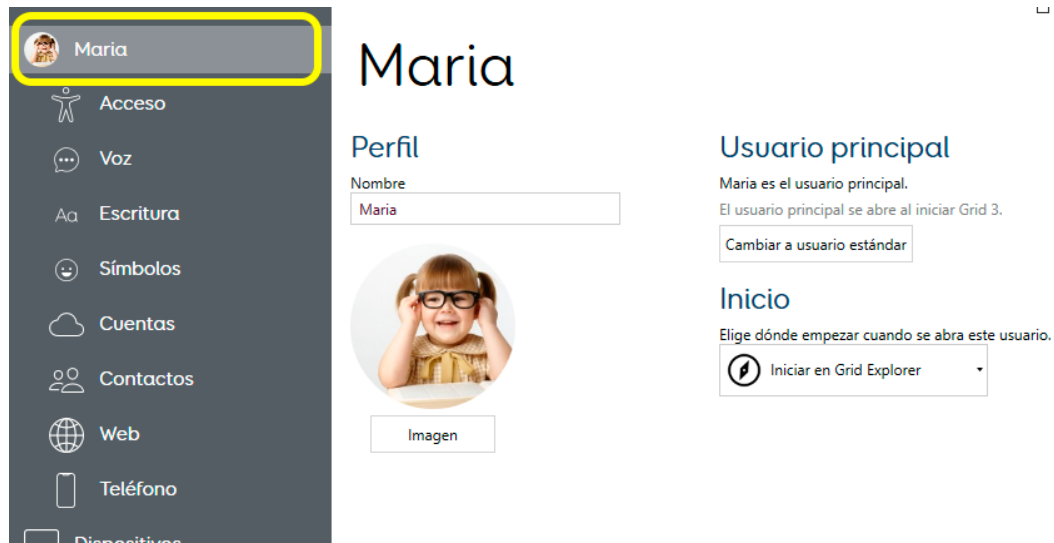 Maria
Acceso
Voz
Aa Escritura
Símbolos
Cuentas
Contactos
Web
Teléfono
Dispositivos
Maria
Perfil
Nombre
Maria
Imagen
Usuario principal
Maria es el usuario principal.
El usuario principal se abre al iniciar Grid 3.
Cambiar a usuario estándar
Inicio
Elige dónde empezar cuando se abra este usuario.
Iniciar en Grid Explorer